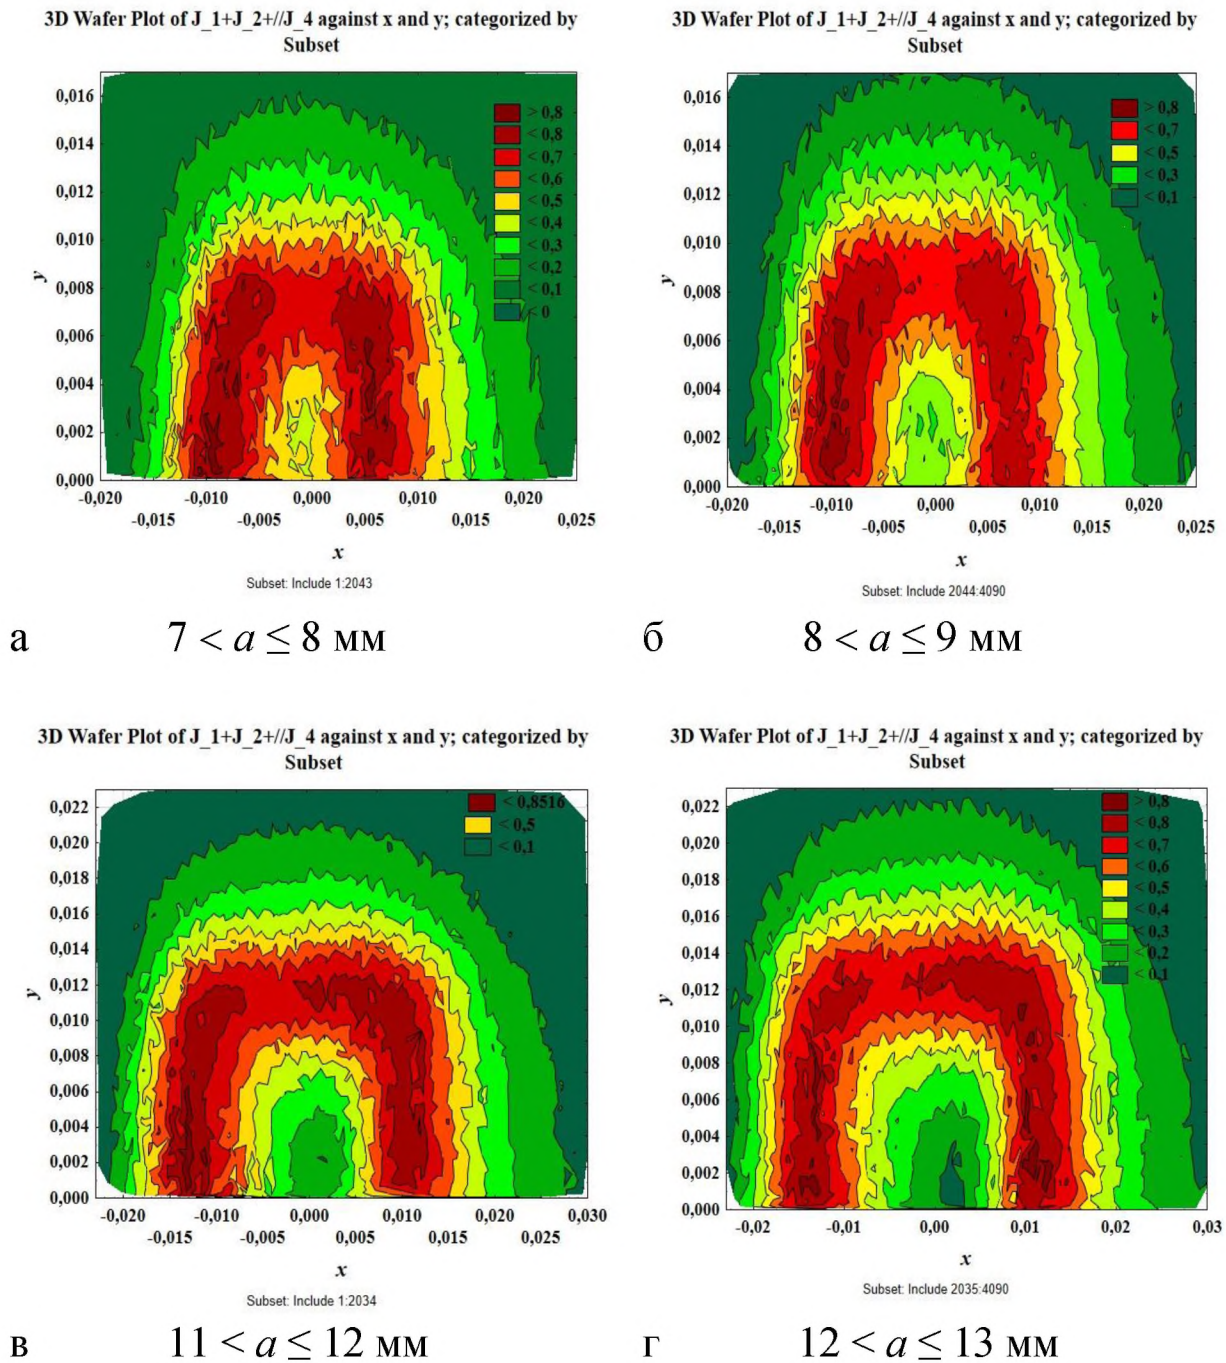 3D Wafer Plot of J_1+J_2+//J_4 against x and y; categorized by
Subset
0,016
0,014
0,012
0,010
0,008
0,006
0,004
0,002
0,000
y
> 0,8
< 0,8
< 0,7
< 0,6
< 0,5
< 0,4
< 0,3
< 0,2
< 0,1
< 0
-0,020 -0,010 0,000 0,010 0,020
-0,015 -0,005 0,005 0,015 0,025
x
Subset: Include 1:2043
а 7 < a ≤ 8 мм
3D Wafer Plot of J_1+J_2+//J_4 against x and y; categorized by
Subset
0,016
0,014
0,012
0,010
0,008
0,006
0,004
0,002
0,000
y
> 0,8
< 0,7
< 0,5
< 0,3
< 0,1
-0,020 -0,010 0,000 0,010 0,020
-0,015 -0,005 0,005 0,015 0,025
x
Subset: Include 2044:4090
б 8 < a ≤ 9 мм
3D Wafer Plot of J_1+J_2+//J_4 against x and y; categorized by
Subset
0,022
0,020
0,018
0,016
0,014
0,012
0,010
0,008
0,006
0,004
0,002
0,000
y
< 0,8516
< 0,5
< 0,1
-0,020 -0,010 0,000 0,010 0,020 0,030
-0,015 -0,005 0,005 0,015 0,025
x
Subset: Include 1:2034
в 11 < a ≤ 12 мм
3D Wafer Plot of J_1+J_2+//J_4 against x and y; categorized by
Subset
0,022
0,020
0,018
0,016
0,014
0,012
0,010
0,008
0,006
0,004
0,002
0,000
y
> 0,8
< 0,8
< 0,7
< 0,6
< 0,5
< 0,4
< 0,3
< 0,2
< 0,1
-0,02 -0,01 0,00 0,01 0,02 0,03
x
Subset: Include 2035:4090
г 12 < a ≤ 13 мм